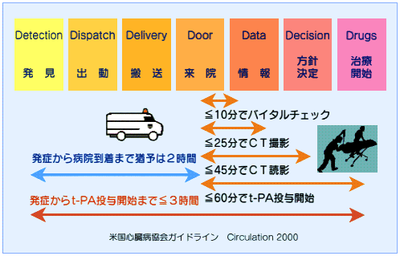 Detection Dispatch Delivery Door Data Decision Drugs
発 見 出 動 搬 送 来 院 情 報 方針 決定 治療 開始
≦10分でバイタルチェック
≦25分でＣＴ撮影
発症から病院到着まで猶予は２時間
≦45分でＣＴ読影
≦60分でt-PA投与開始
発症からt-PA投与開始まで≦３時間
米国心臓病協会ガイドライン Circulation 2000